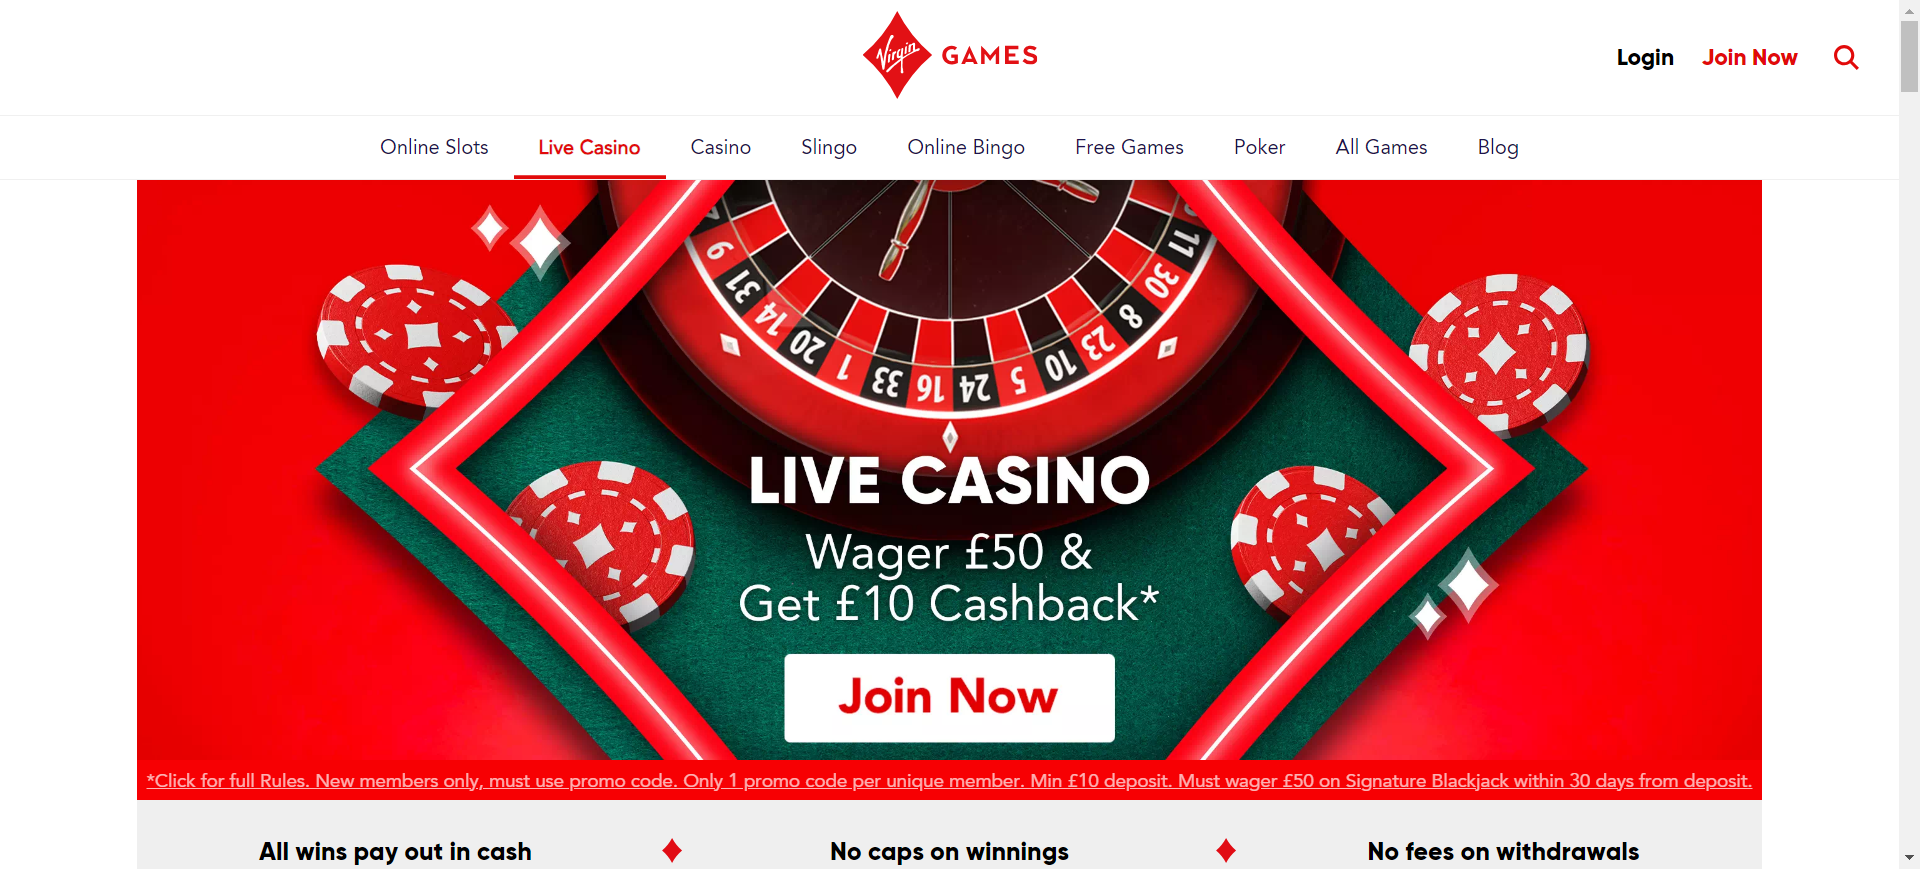 Virgin GAMES
Login Join Now
Online Slots Live Casino Casino Slingo Online Bingo Free Games Poker All Games Blog
9 31 14 20 1 33 16 24 5 10 23 8 30 11
LIVE CASINO
Wager £50 &
Get £10 Cashback*
Join Now
*Click for full Rules. New members only, must use promo code. Only 1 promo code per unique member. Min £10 deposit. Must wager £50 on Signature Blackjack within 30 days from deposit.
All wins pay out in cash No caps on winnings No fees on withdrawals